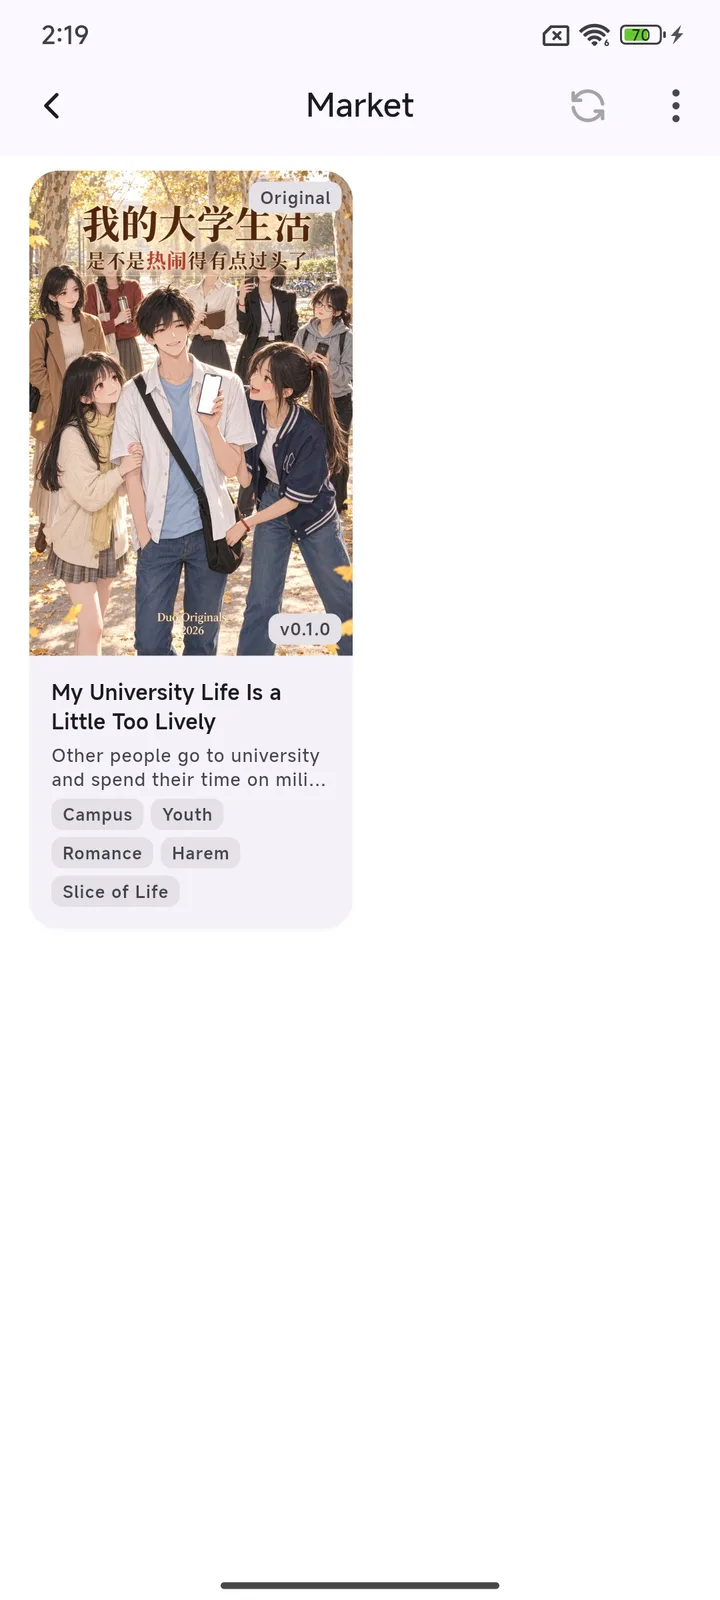 2:19
70
Market
Original
我的大学生活
是不是热闹得有点过头了
Duo Originals
2026
v0.1.0
My University Life Is a
Little Too Lively
Other people go to university
and spend their time on mili...
Campus
Youth
Romance
Harem
Slice of Life